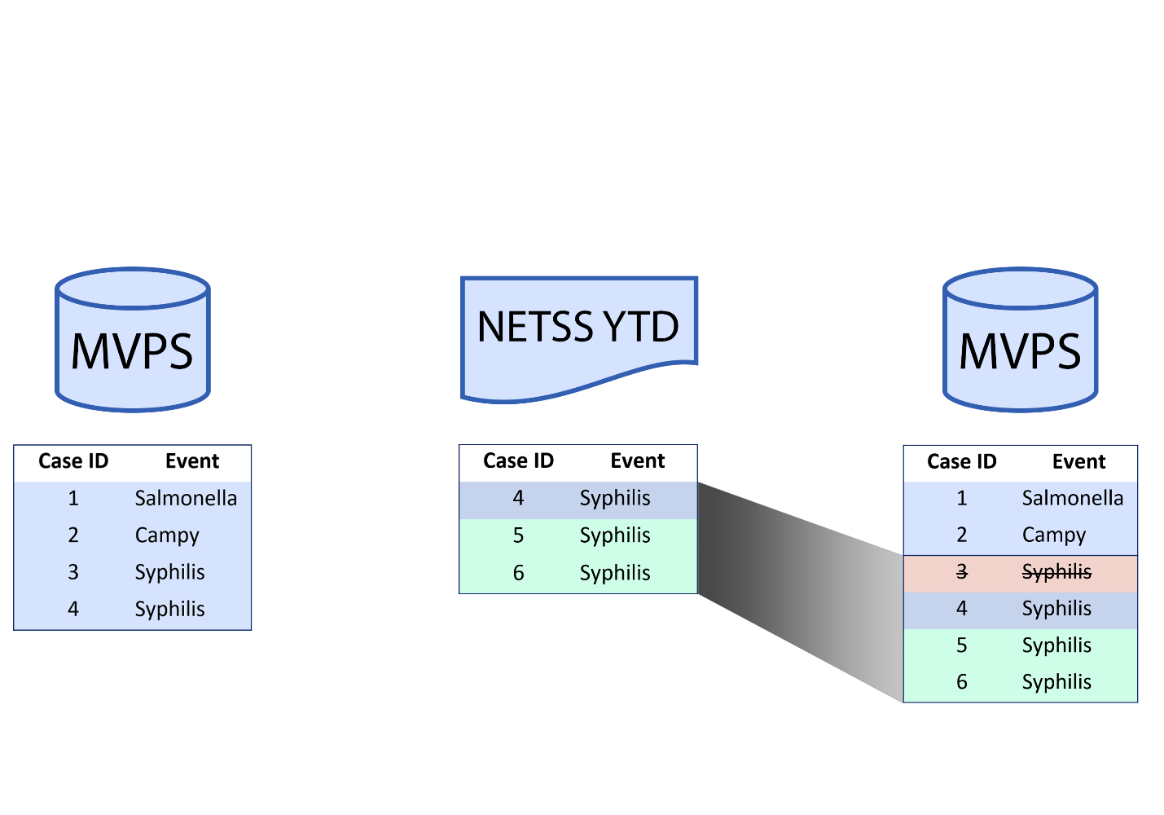 MVPS
Case ID Event
1 Salmonella
2 Campy
3 Syphilis
4 Syphilis
NETSS YTD
Case ID Event
4 Syphilis
5 Syphilis
6 Syphilis
MVPS
Case ID Event
1 Salmonella
2 Campy
3 Syphilis
4 Syphilis
5 Syphilis
6 Syphilis